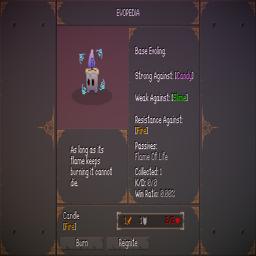 EVOPEDIA
Base Evoling
Strong Against: [Candy]
Weak Against: [Slime]
Resistance Against:
[Fire]
Passives:
Flame Of Life
Collected: 1
K/D: 0/0
Win Ratio: 0.00%
As long as its
flame keeps
burning it cannot
die.
Candle
[Fire]
1
1
Burn
Reignite